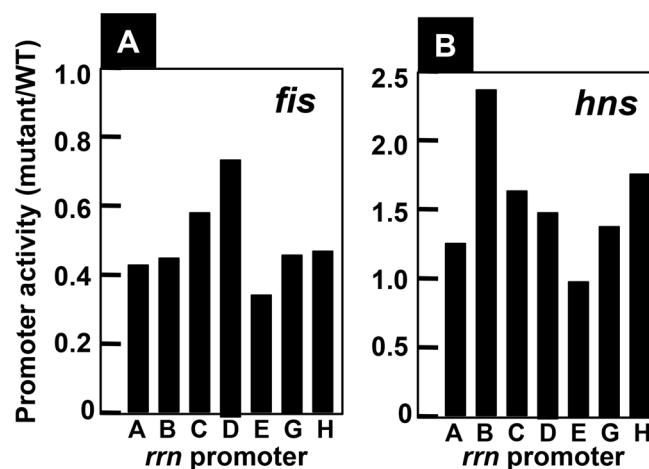 A
B
Promoter activity (mutant/WT)
1.0
0.8
0.6
0.4
0.2
0
fis
A B C D E G H
rrn promoter
2.5
2.0
1.5
1.0
0.5
0
hns
A B C D E G H
rrn promoter